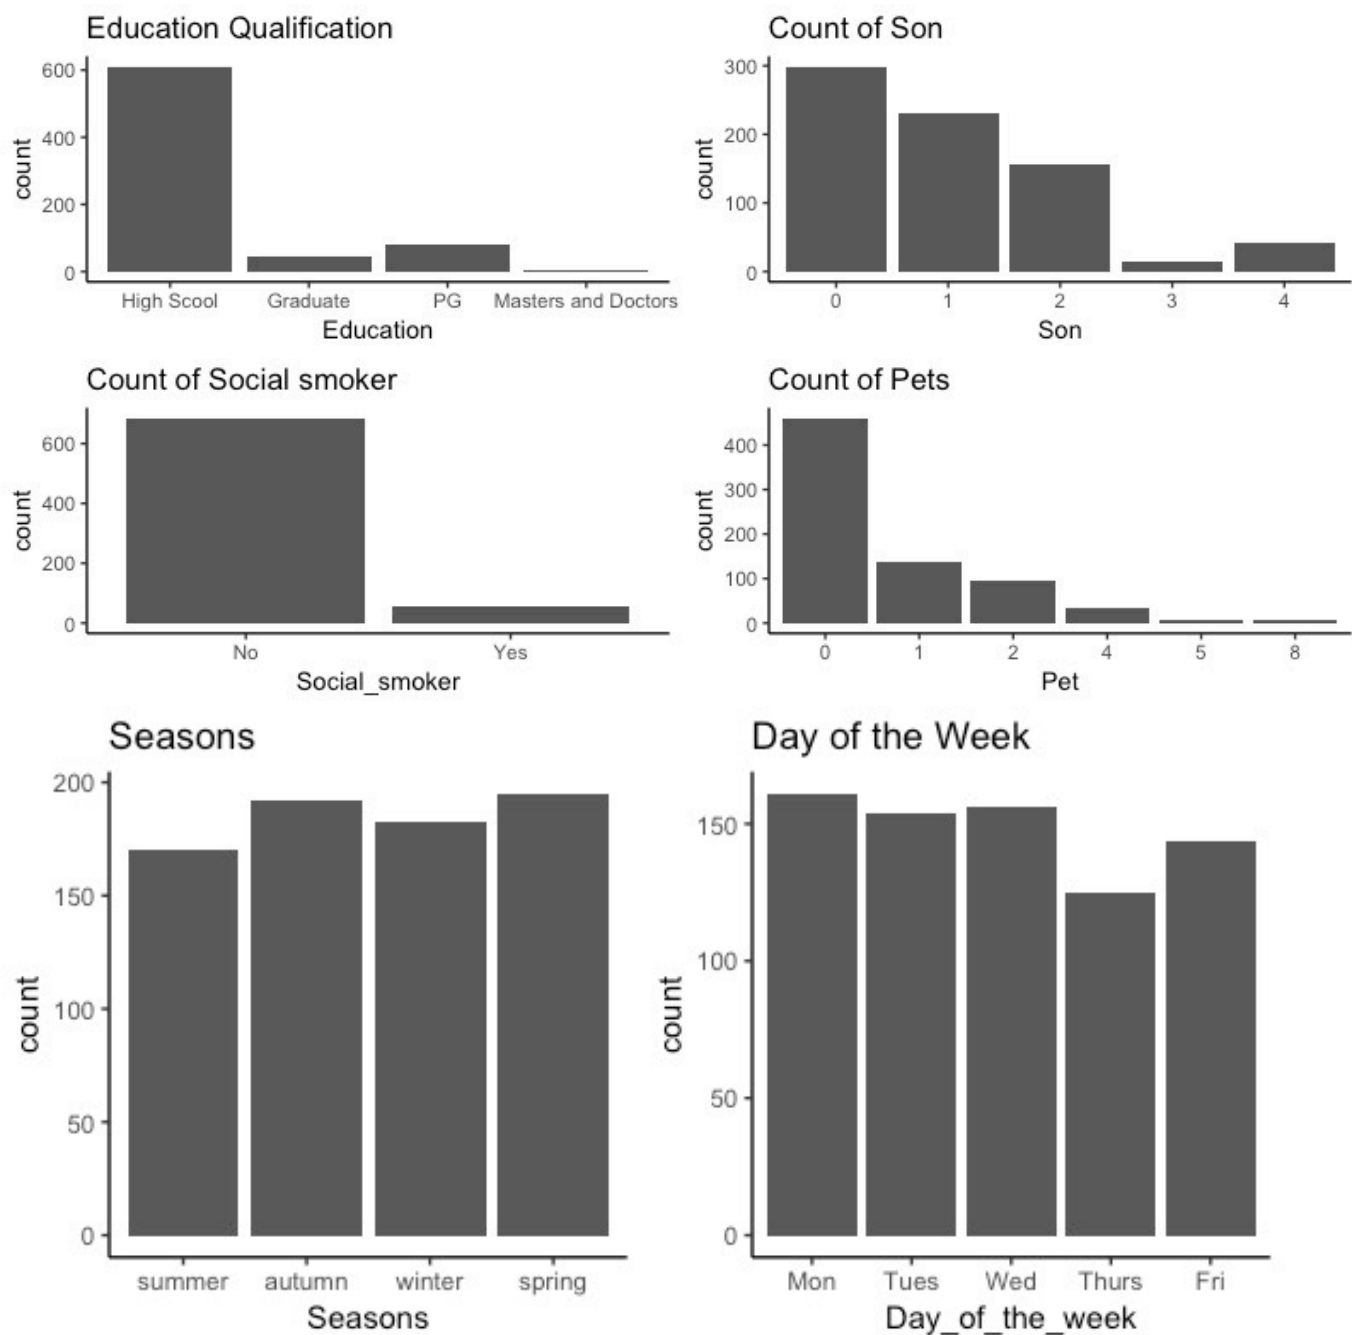 Education Qualification
count
600
400
200
0
High Scool Graduate PG Masters and Doctors
Education
Count of Son
count
300
200
100
0
0 1 2 3 4
Son
Count of Social smoker
count
600
400
200
0
No Yes
Social_smoker
Count of Pets
count
400
300
200
100
0
0 1 2 4 5 8
Pet
Seasons
count
200
150
100
50
0
summer autumn winter spring
Seasons
Day of the Week
count
150
100
50
0
Mon Tues Wed Thurs Fri
Day_of_the_week